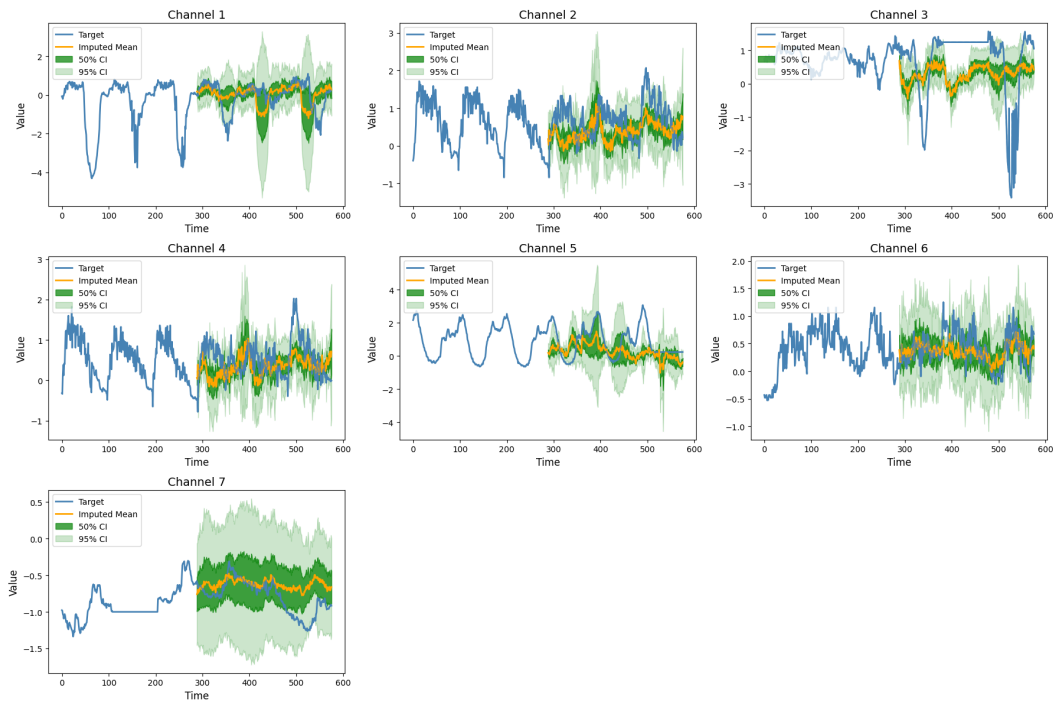 Channel 1
Target
Imputed Mean
50% CI
95% CI
Value
2
0
−2
−4
0
100
200
300
400
500
600
Time
Channel 2
Target
Imputed Mean
50% CI
95% CI
Value
3
2
1
0
−1
0
100
200
300
400
500
600
Time
Channel 3
Target
Imputed Mean
50% CI
95% CI
Value
1
0
−1
−2
−3
0
100
200
300
400
500
600
Time
Channel 4
Target
Imputed Mean
50% CI
95% CI
Value
3
2
1
0
−1
0
100
200
300
400
500
600
Time
Channel 5
Target
Imputed Mean
50% CI
95% CI
Value
4
2
0
−2
−4
0
100
200
300
400
500
600
Time
Channel 6
Target
Imputed Mean
50% CI
95% CI
Value
2.0
1.5
1.0
0.5
0.0
−0.5
−1.0
0
100
200
300
400
500
600
Time
Channel 7
Target
Imputed Mean
50% CI
95% CI
Value
0.5
0.0
−0.5
−1.0
−1.5
0
100
200
300
400
500
600
Time